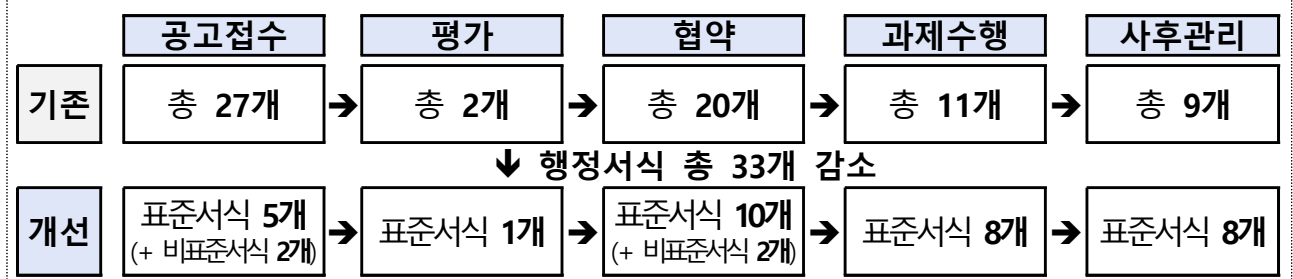 공고접수 평가 협약 과제수행 사후관리
기존 총 27개 ➔ 총 2개 ➔ 총 20개 ➔ 총 11개 ➔ 총 9개
🡻 행정서식 총 33개 감소
개선 표준서식 5개 ➔ 표준서식 1개 ➔ 표준서식 10개 ➔ 표준서식 8개 ➔ 표준서식 8개
(+ 비표준서식 2개) (+ 비표준서식 2개)